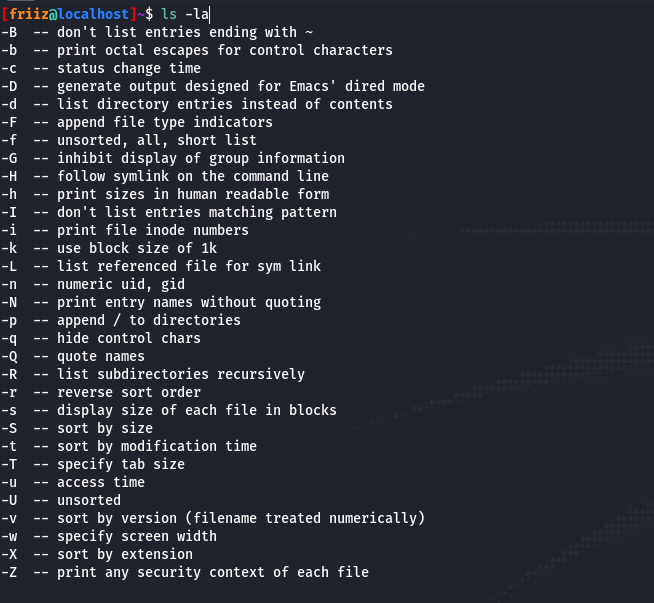 [friiz@localhost]~$ ls -la
-B  -- don't list entries ending with ~
-b  -- print octal escapes for control characters
-c  -- status change time
-D  -- generate output designed for Emacs' dired mode
-d  -- list directory entries instead of contents
-F  -- append file type indicators
-f  -- unsorted, all, short list
-G  -- inhibit display of group information
-H  -- follow symlink on the command line
-h  -- print sizes in human readable form
-I  -- don't list entries matching pattern
-i  -- print file inode numbers
-k  -- use block size of 1k
-L  -- list referenced file for sym link
-n  -- numeric uid, gid
-N  -- print entry names without quoting
-p  -- append / to directories
-q  -- hide control chars
-Q  -- quote names
-R  -- list subdirectories recursively
-r  -- reverse sort order
-s  -- display size of each file in blocks
-S  -- sort by size
-t  -- sort by modification time
-T  -- specify tab size
-u  -- access time
-U  -- unsorted
-v  -- sort by version (filename treated numerically)
-w  -- specify screen width
-X  -- sort by extension
-Z  -- print any security context of each file